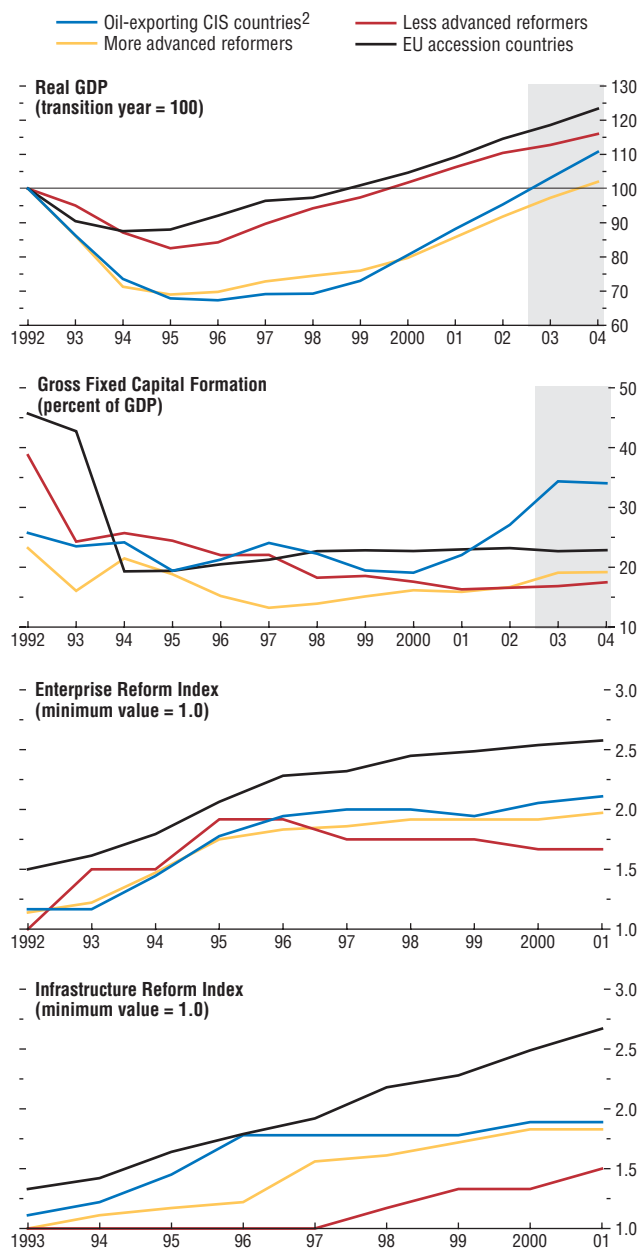 Oil-exporting CIS countries2
Less advanced reformers
More advanced reformers
EU accession countries
Real GDP
(transition year = 100)
130
120
110
100
90
80
70
60
1992 93 94 95 96 97 98 99 2000 01 02 03 04
Gross Fixed Capital Formation
(percent of GDP)
50
40
30
20
10
1992 93 94 95 96 97 98 99 2000 01 02 03 04
Enterprise Reform Index
(minimum value = 1.0)
3.0
2.5
2.0
1.5
1.0
1992 93 94 95 96 97 98 99 2000 01
Infrastructure Reform Index
(minimum value = 1.0)
3.0
2.5
2.0
1.5
1.0
1993 94 95 96 97 98 99 2000 01